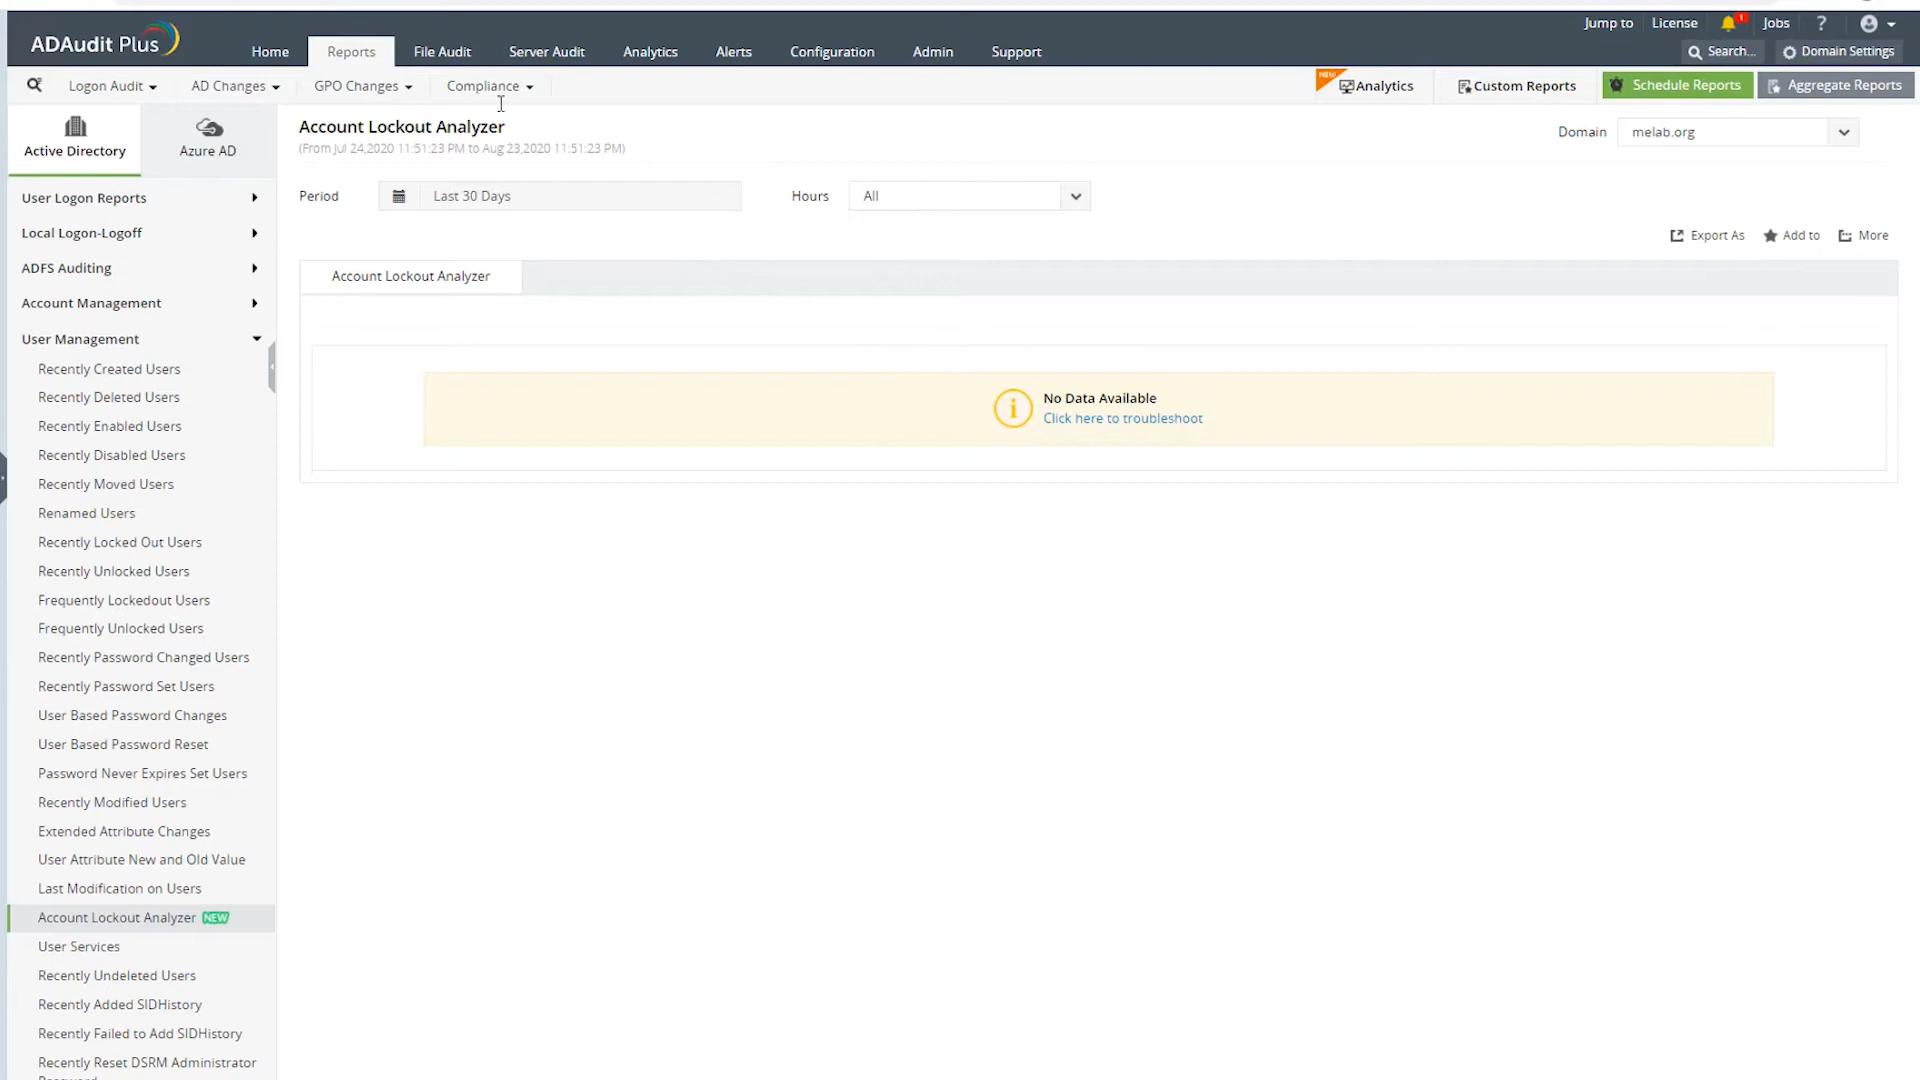 Jump to License 1 Jobs ?
ADAudit Plus
Home Reports File Audit Server Audit Analytics Alerts Configuration Admin Support
Search... Domain Settings
Logon Audit AD Changes GPO Changes Compliance
NEW Analytics Custom Reports Schedule Reports Aggregate Reports
Active Directory
Azure AD
User Logon Reports
Local Logon-Logoff
ADFS Auditing
Account Management
User Management
Recently Created Users
Recently Deleted Users
Recently Enabled Users
Recently Disabled Users
Recently Moved Users
Renamed Users
Recently Locked Out Users
Recently Unlocked Users
Frequently Lockedout Users
Frequently Unlocked Users
Recently Password Changed Users
Recently Password Set Users
User Based Password Changes
User Based Password Reset
Password Never Expires Set Users
Recently Modified Users
Extended Attribute Changes
User Attribute New and Old Value
Last Modification on Users
Account Lockout Analyzer NEW
User Services
Recently Undeleted Users
Recently Added SIDHistory
Recently Failed to Add SIDHistory
Recently Reset DSRM Administrator
Account Lockout Analyzer
(From Jul 24,2020 11:51:23 PM to Aug 23,2020 11:51:23 PM)
Domain melab.org
Period Last 30 Days Hours All
Export As Add to More
Account Lockout Analyzer
No Data Available
Click here to troubleshoot